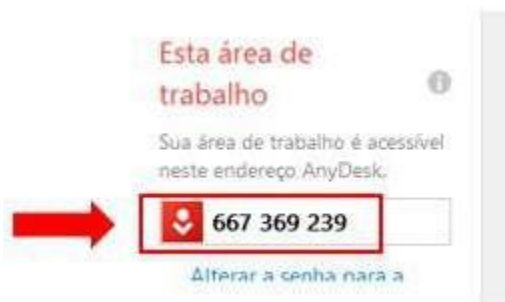 Esta área de
trabalho
Sua área de trabalho é acessível
neste endereço AnyDesk.
667 369 239
Alterar a senha para a